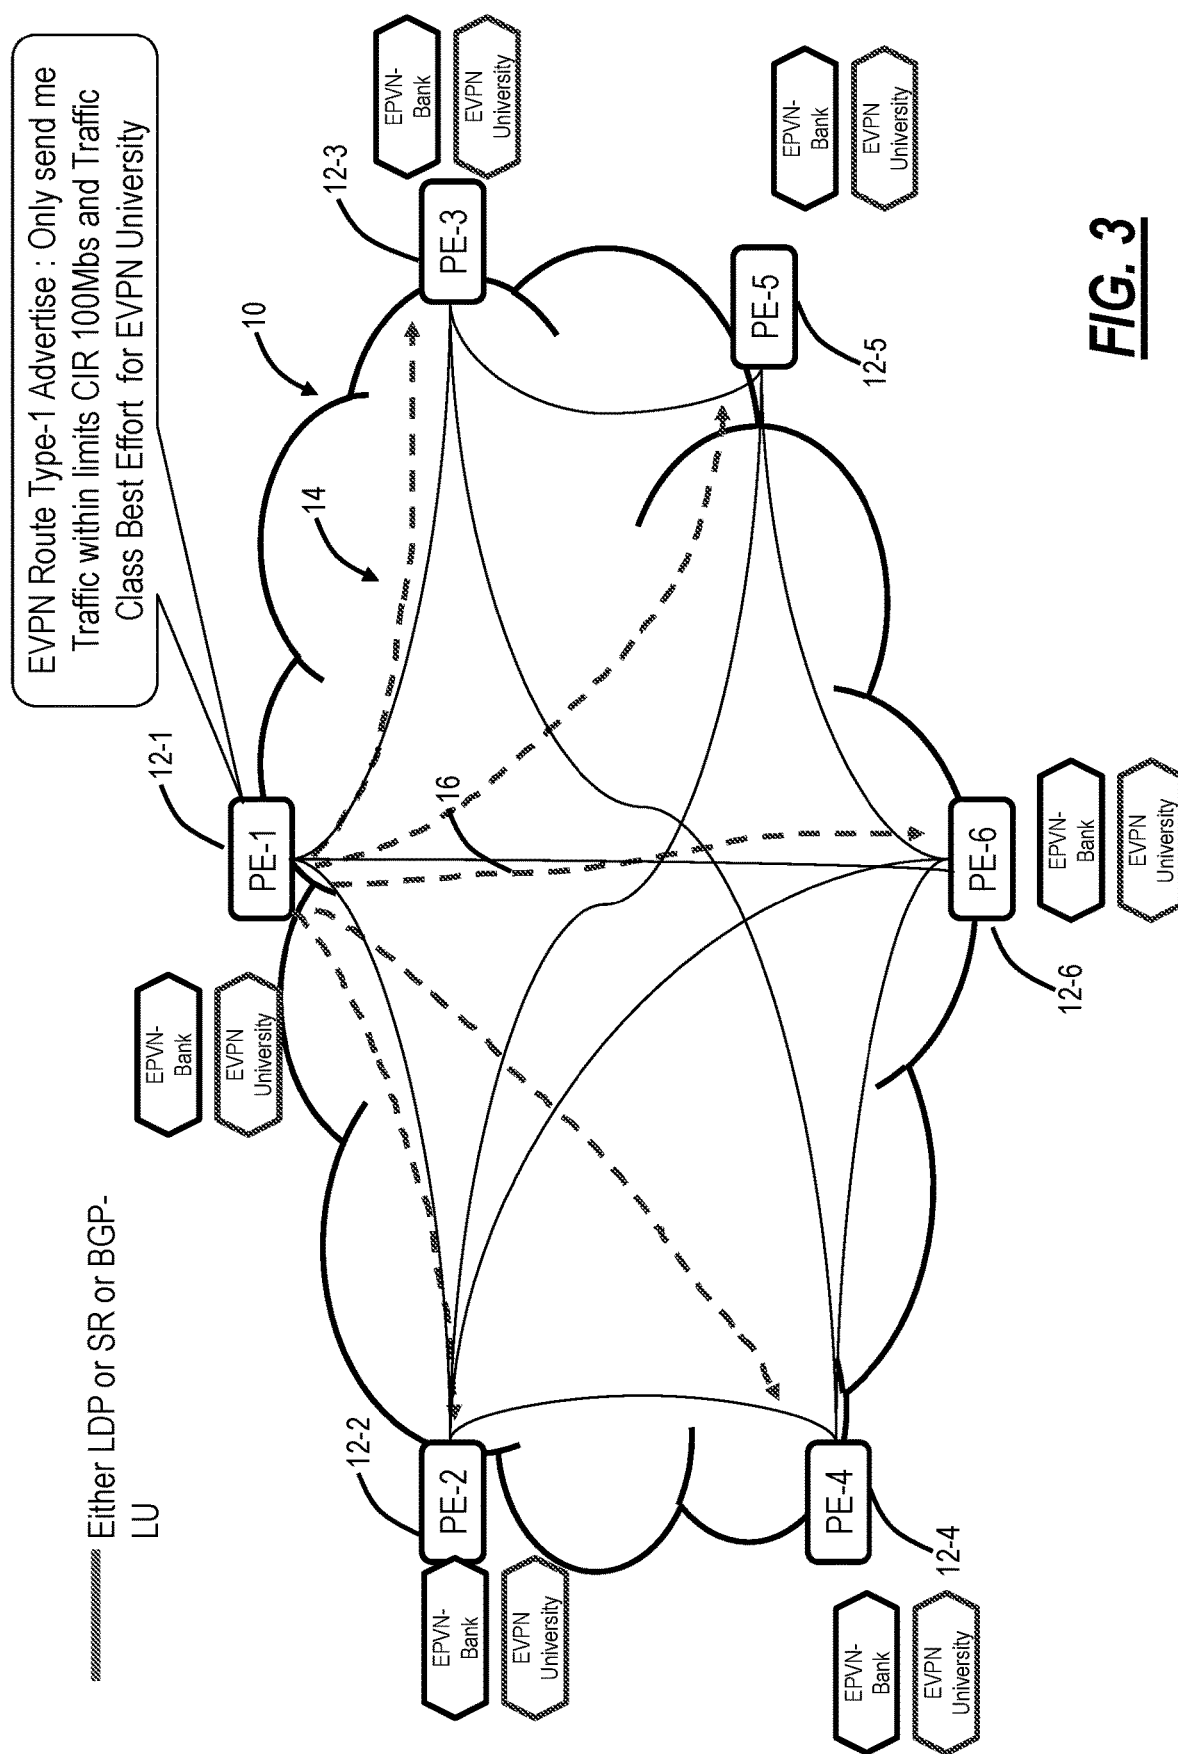 Either LDP or SR or BGP-
LU
EVPN Route Type-1 Advertise : Only send me
Traffic within limits CIR 100Mbs and Traffic
Class Best Effort for EVPN University
EPVN-
Bank
EVPN
University
12-1
PE-1
10
14
16
12-2
PE-2
EPVN-
Bank
EVPN
University
12-3
PE-3
EPVN-
Bank
EVPN
University
PE-4
12-4
EPVN-
Bank
EVPN
University
PE-5
12-5
EPVN-
Bank
EVPN
University
PE-6
12-6
EPVN-
Bank
EVPN
University
FIG. 3